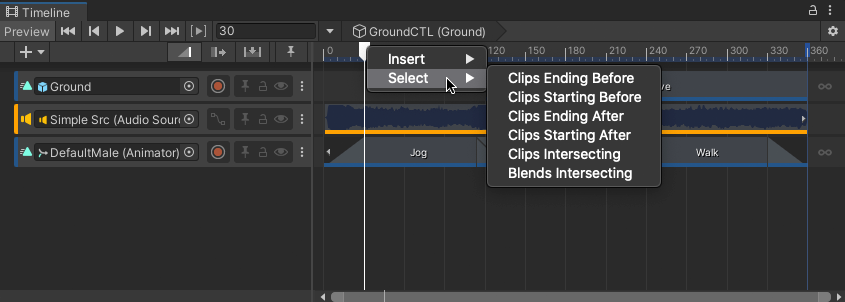 Timeline
Preview 30 GroundCTL (Ground)
0 120 150 180 210 240 270 300 330 360
Insert
Select
Clips Ending Before
Clips Starting Before
Clips Ending After
Clips Starting After
Clips Intersecting
Blends Intersecting
Ground
ve
Simple Src (Audio Sour
DefaultMale (Animator)
Jog
Walk